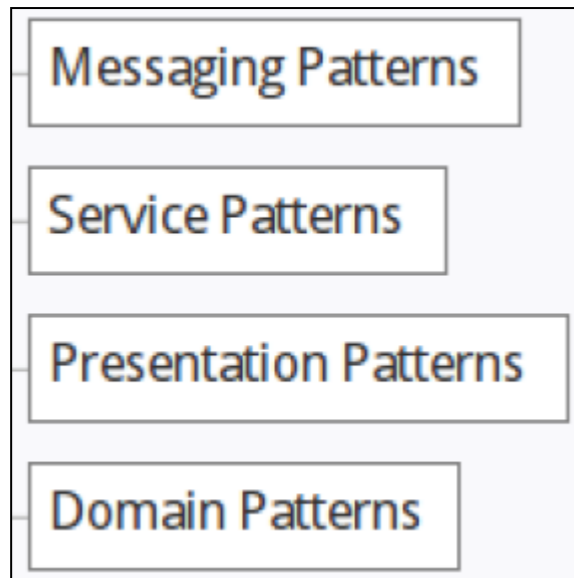 Messaging Patterns
Service Patterns
Presentation Patterns
Domain Patterns